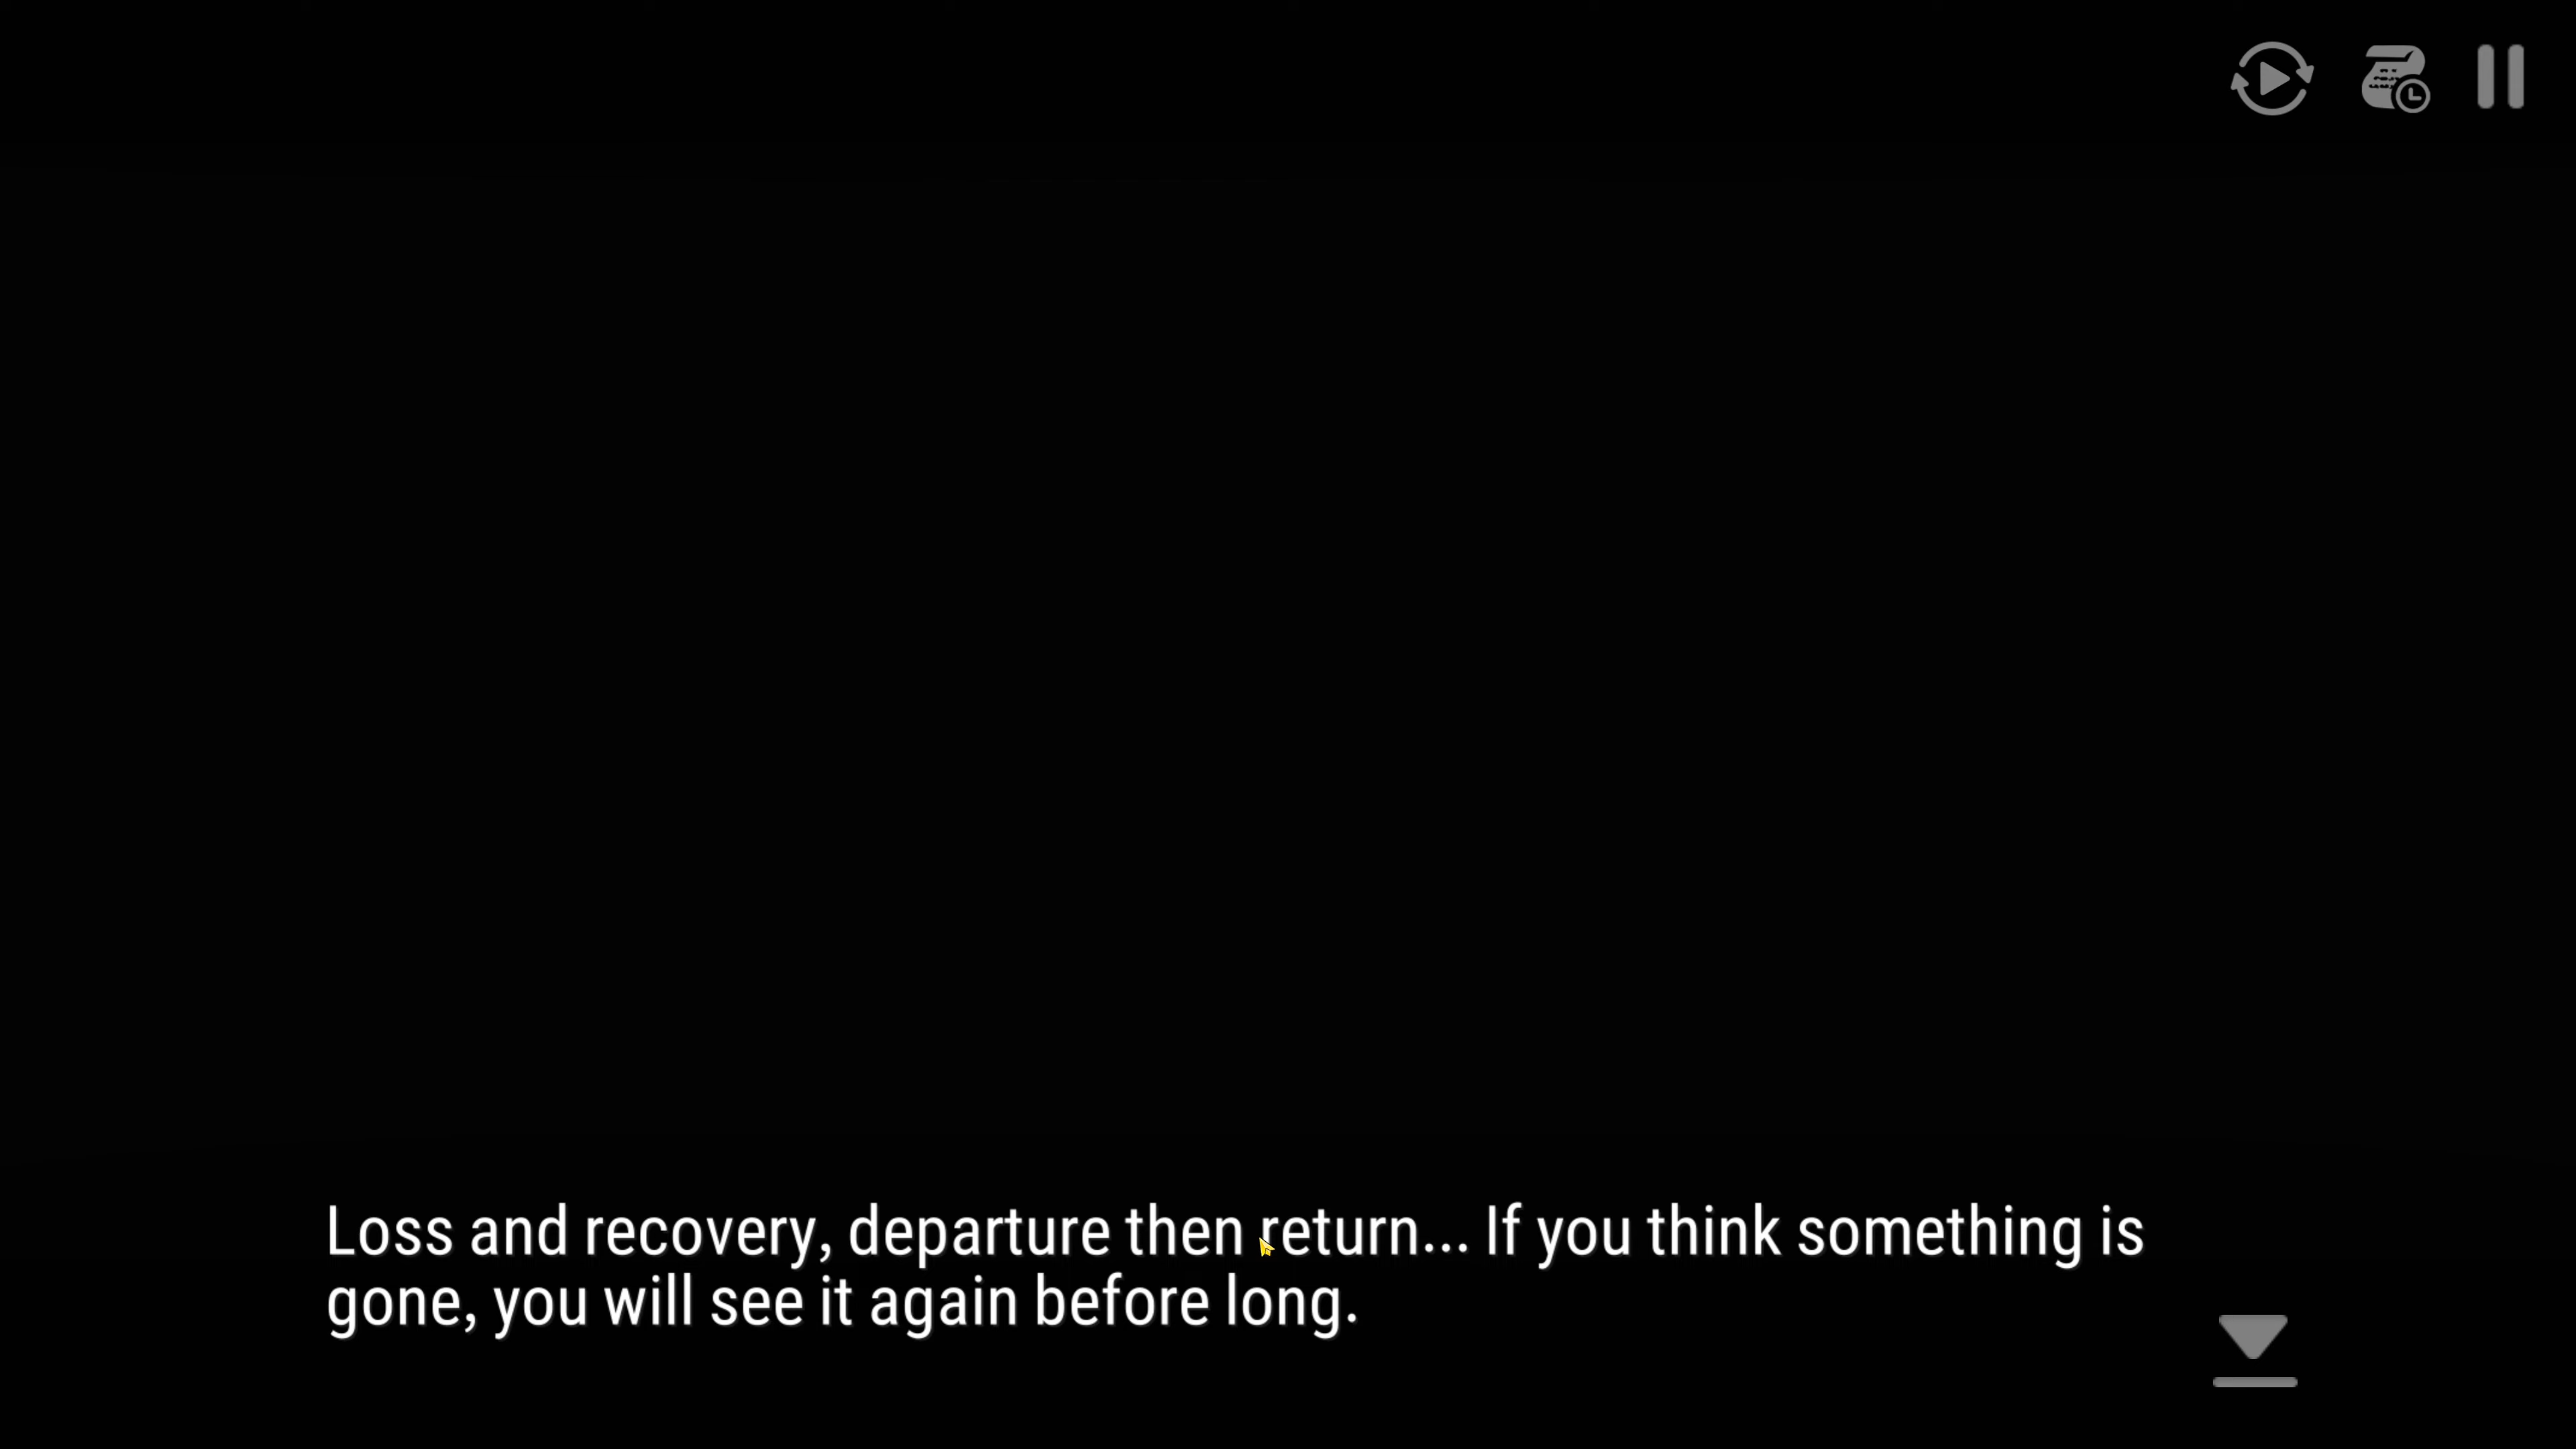 Loss and recovery, departure then return... If you think something is
gone, you will see it again before long.